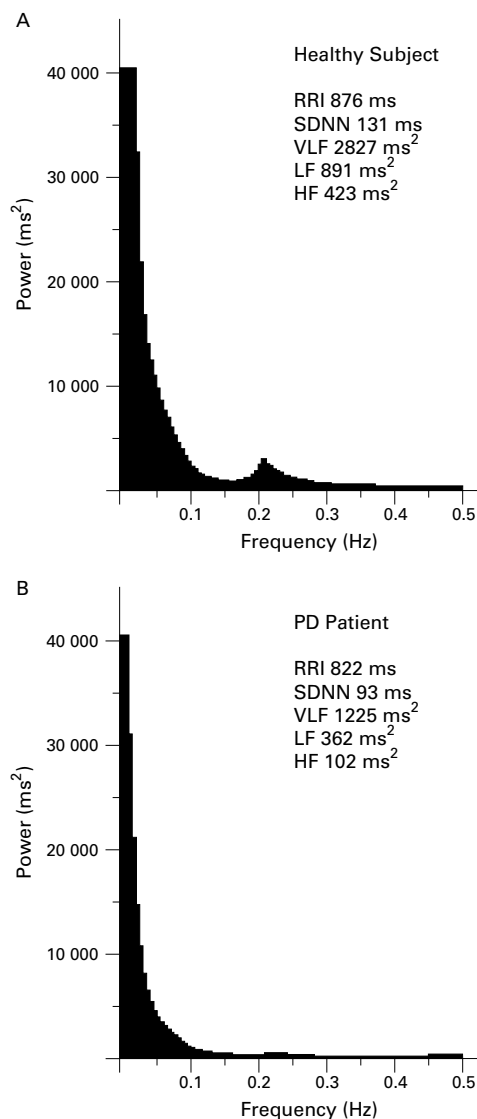 A
Healthy Subject
RRI 876 ms
SDNN 131 ms
VLF 2827 ms²
LF 891 ms²
HF 423 ms²
Power (ms²)
40 000
30 000
20 000
10 000
0.1
0.2
0.3
0.4
0.5
Frequency (Hz)
B
PD Patient
RRI 822 ms
SDNN 93 ms
VLF 1225 ms²
LF 362 ms²
HF 102 ms²
Power (ms²)
40 000
30 000
20 000
10 000
0.1
0.2
0.3
0.4
0.5
Frequency (Hz)